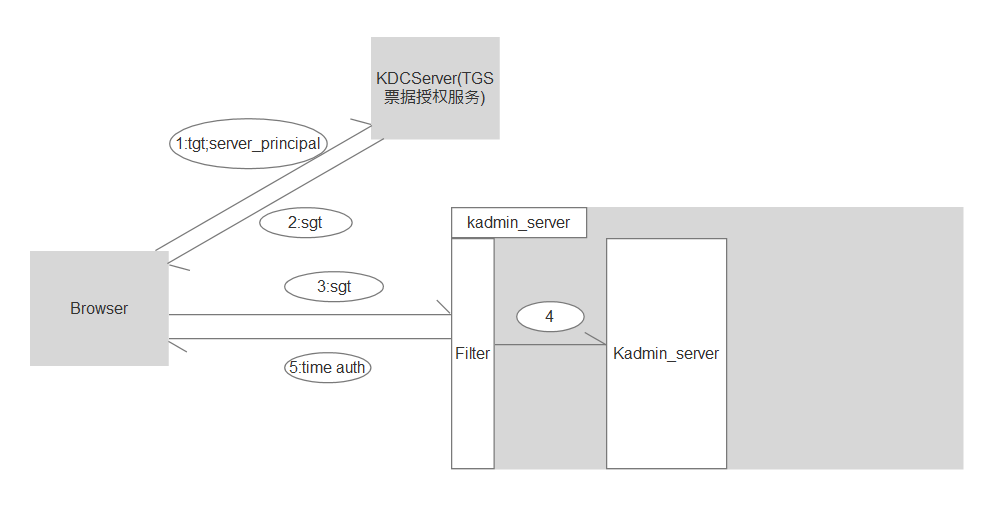 KDCServer(TGS
票据授权服务)
1:tgt;server_principal
2:sgt
kadmin_server
Browser
3:sgt
4
Filter
Kadmin_server
5:time auth